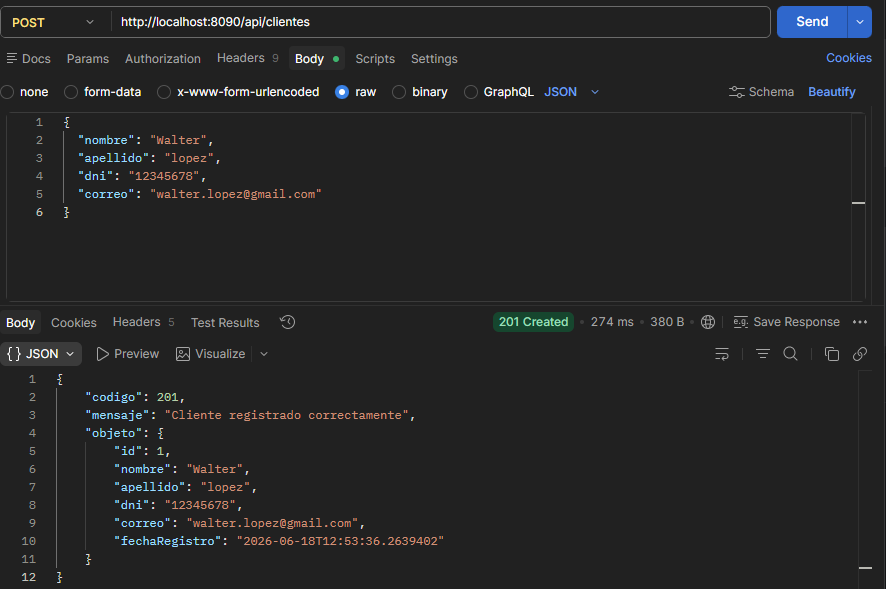 POST http://localhost:8090/api/clientes Send
Docs Params Authorization Headers 9 Body Scripts Settings Cookies
none form-data x-www-form-urlencoded raw binary GraphQL JSON Schema Beautify
1 {
2 "nombre": "Walter",
3 "apellido": "lopez",
4 "dni": "12345678",
5 "correo": "walter.lopez@gmail.com"
6 }
Body Cookies Headers 5 Test Results 201 Created • 274 ms • 380 B • e.g. Save Response
{} JSON Preview Visualize
1 {
2 "codigo": 201,
3 "mensaje": "Cliente registrado correctamente",
4 "objeto": {
5 "id": 1,
6 "nombre": "Walter",
7 "apellido": "lopez",
8 "dni": "12345678",
9 "correo": "walter.lopez@gmail.com",
10 "fechaRegistro": "2026-06-18T12:53:36.2639402"
11 }
12 }